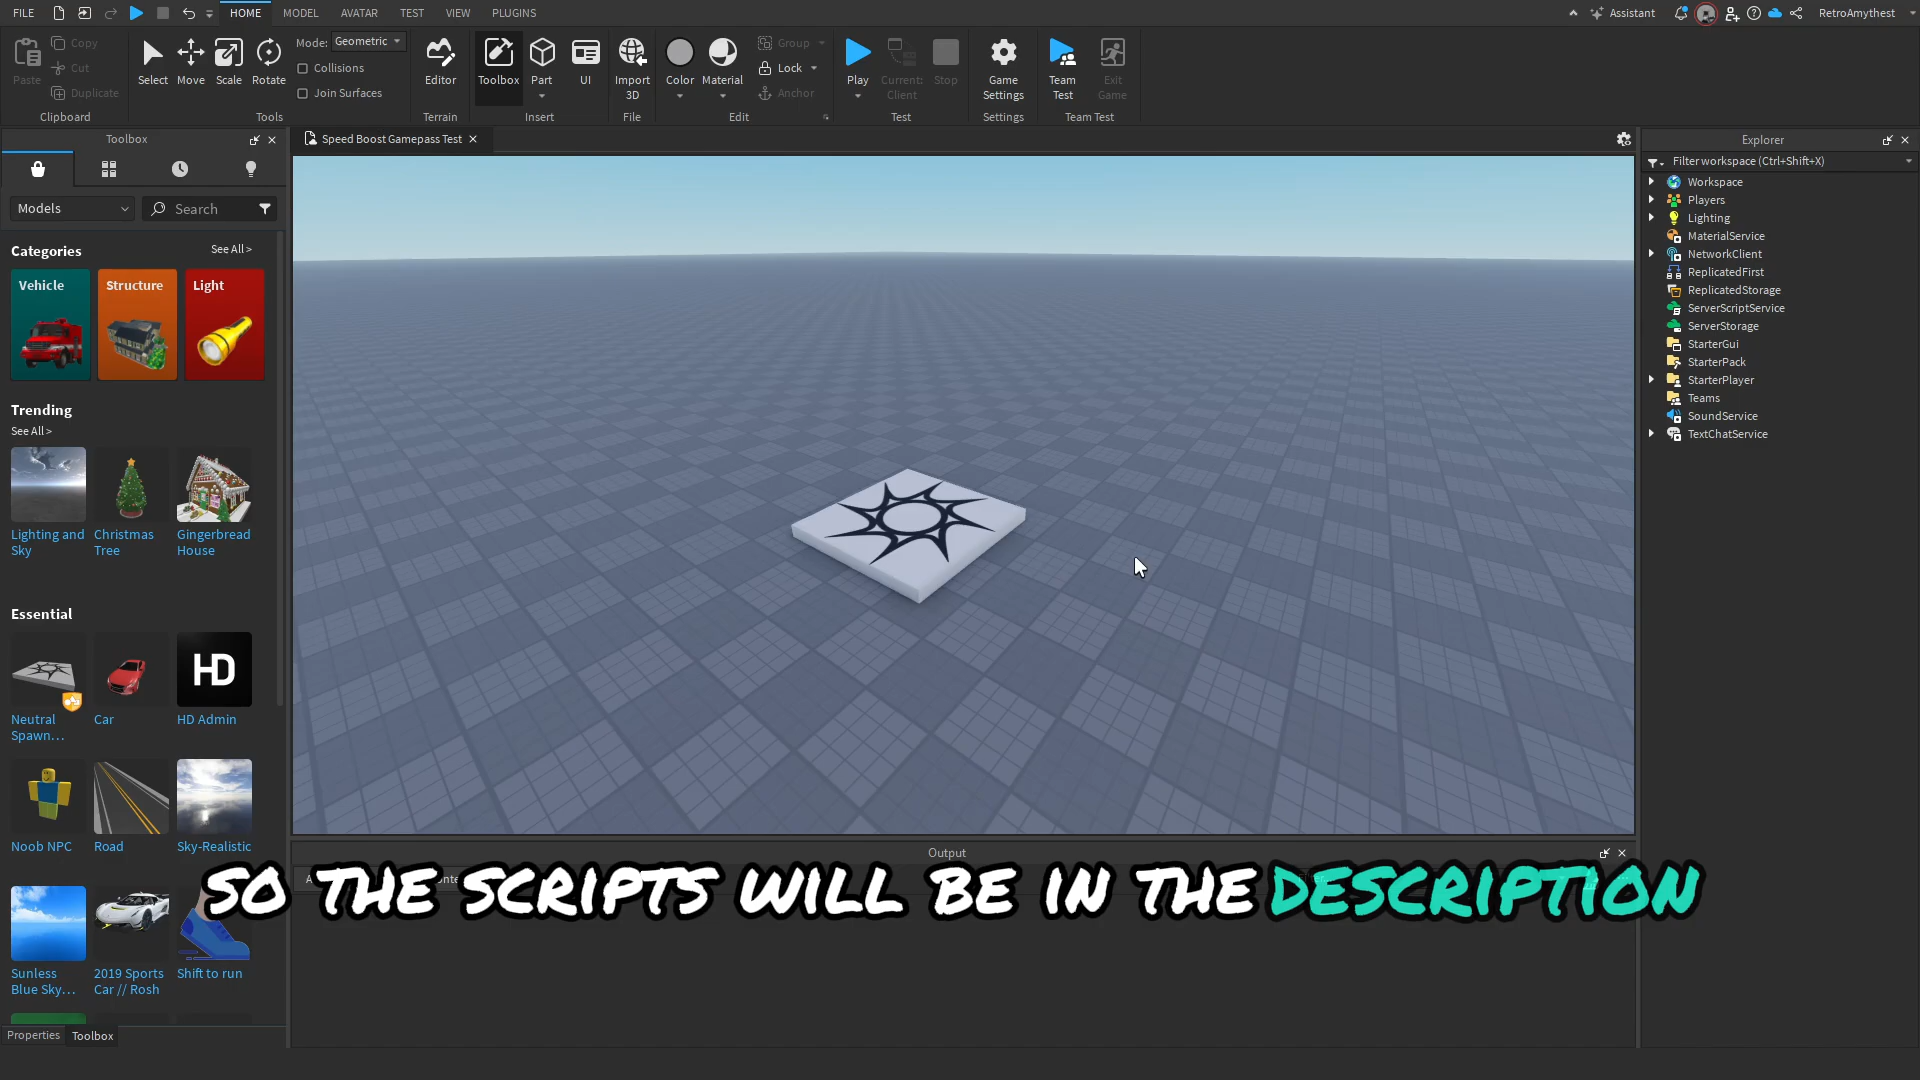 FILE HOME MODEL AVATAR TEST VIEW PLUGINS Assistant RetroAmythest
Paste Copy Cut Duplicate Clipboard
Select Move Scale Rotate Mode: Geometric Collisions Join Surfaces Tools
Editor Terrain
Toolbox Part UI Insert
Import 3D File
Color Material Group Lock Anchor Edit
Play Current: Client Stop Test
Game Settings Settings
Team Test Exit Game Team Test
Toolbox
Models Search
Categories See All >
Vehicle Structure Light
Trending
See All >
Lighting and Sky
Christmas Tree
Gingerbread House
Essential
Neutral Spawn...
Car
HD
HD Admin
Noob NPC
Road
Sky-Realistic
Sunless Blue Sky...
2019 Sports Car // Rosh
Shift to run
Properties Toolbox
Speed Boost Gamepass Test
Output
SO THE SCRIPTS WILL BE IN THE DESCRIPTION
Explorer
Filter workspace (Ctrl+Shift+X)
Workspace
Players
Lighting
MaterialService
NetworkClient
ReplicatedFirst
ReplicatedStorage
ServerScriptService
ServerStorage
StarterGui
StarterPack
StarterPlayer
Teams
SoundService
TextChatService